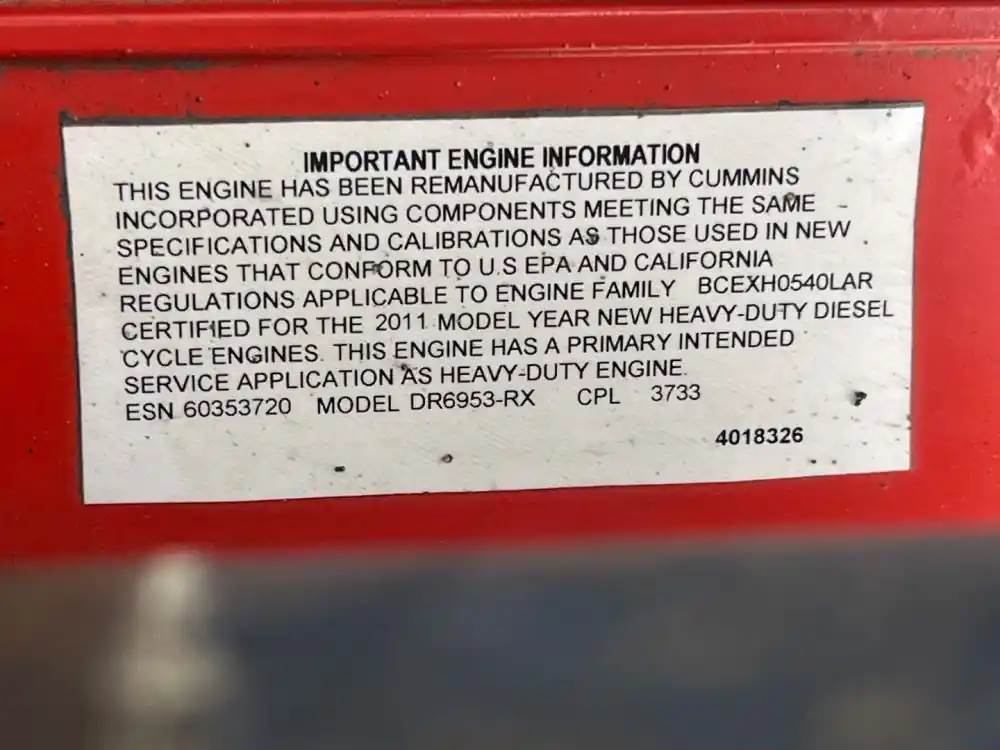 IMPORTANT ENGINE INFORMATION
THIS ENGINE HAS BEEN REMANUFACTURED BY CUMMINS
INCORPORATED USING COMPONENTS MEETING THE SAME
SPECIFICATIONS AND CALIBRATIONS AS THOSE USED IN NEW
ENGINES THAT CONFORM TO U.S EPA AND CALIFORNIA
REGULATIONS APPLICABLE TO ENGINE FAMILY BCEXH0540LAR
CERTIFIED FOR THE 2011 MODEL YEAR NEW HEAVY-DUTY DIESEL
CYCLE ENGINES. THIS ENGINE HAS A PRIMARY INTENDED
SERVICE APPLICATION AS HEAVY-DUTY ENGINE.
ESN 60353720 MODEL DR6953-RX CPL 3733
4018326